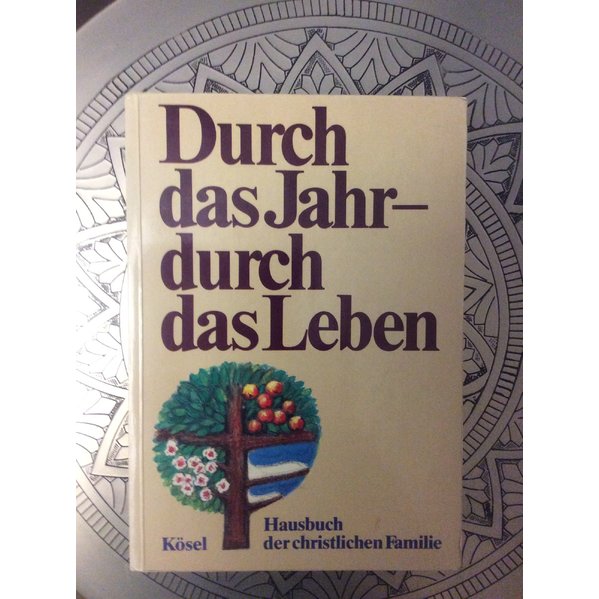 Durch
das Jahr–
durch
das Leben
Hausbuch
Kösel der christlichen Familie